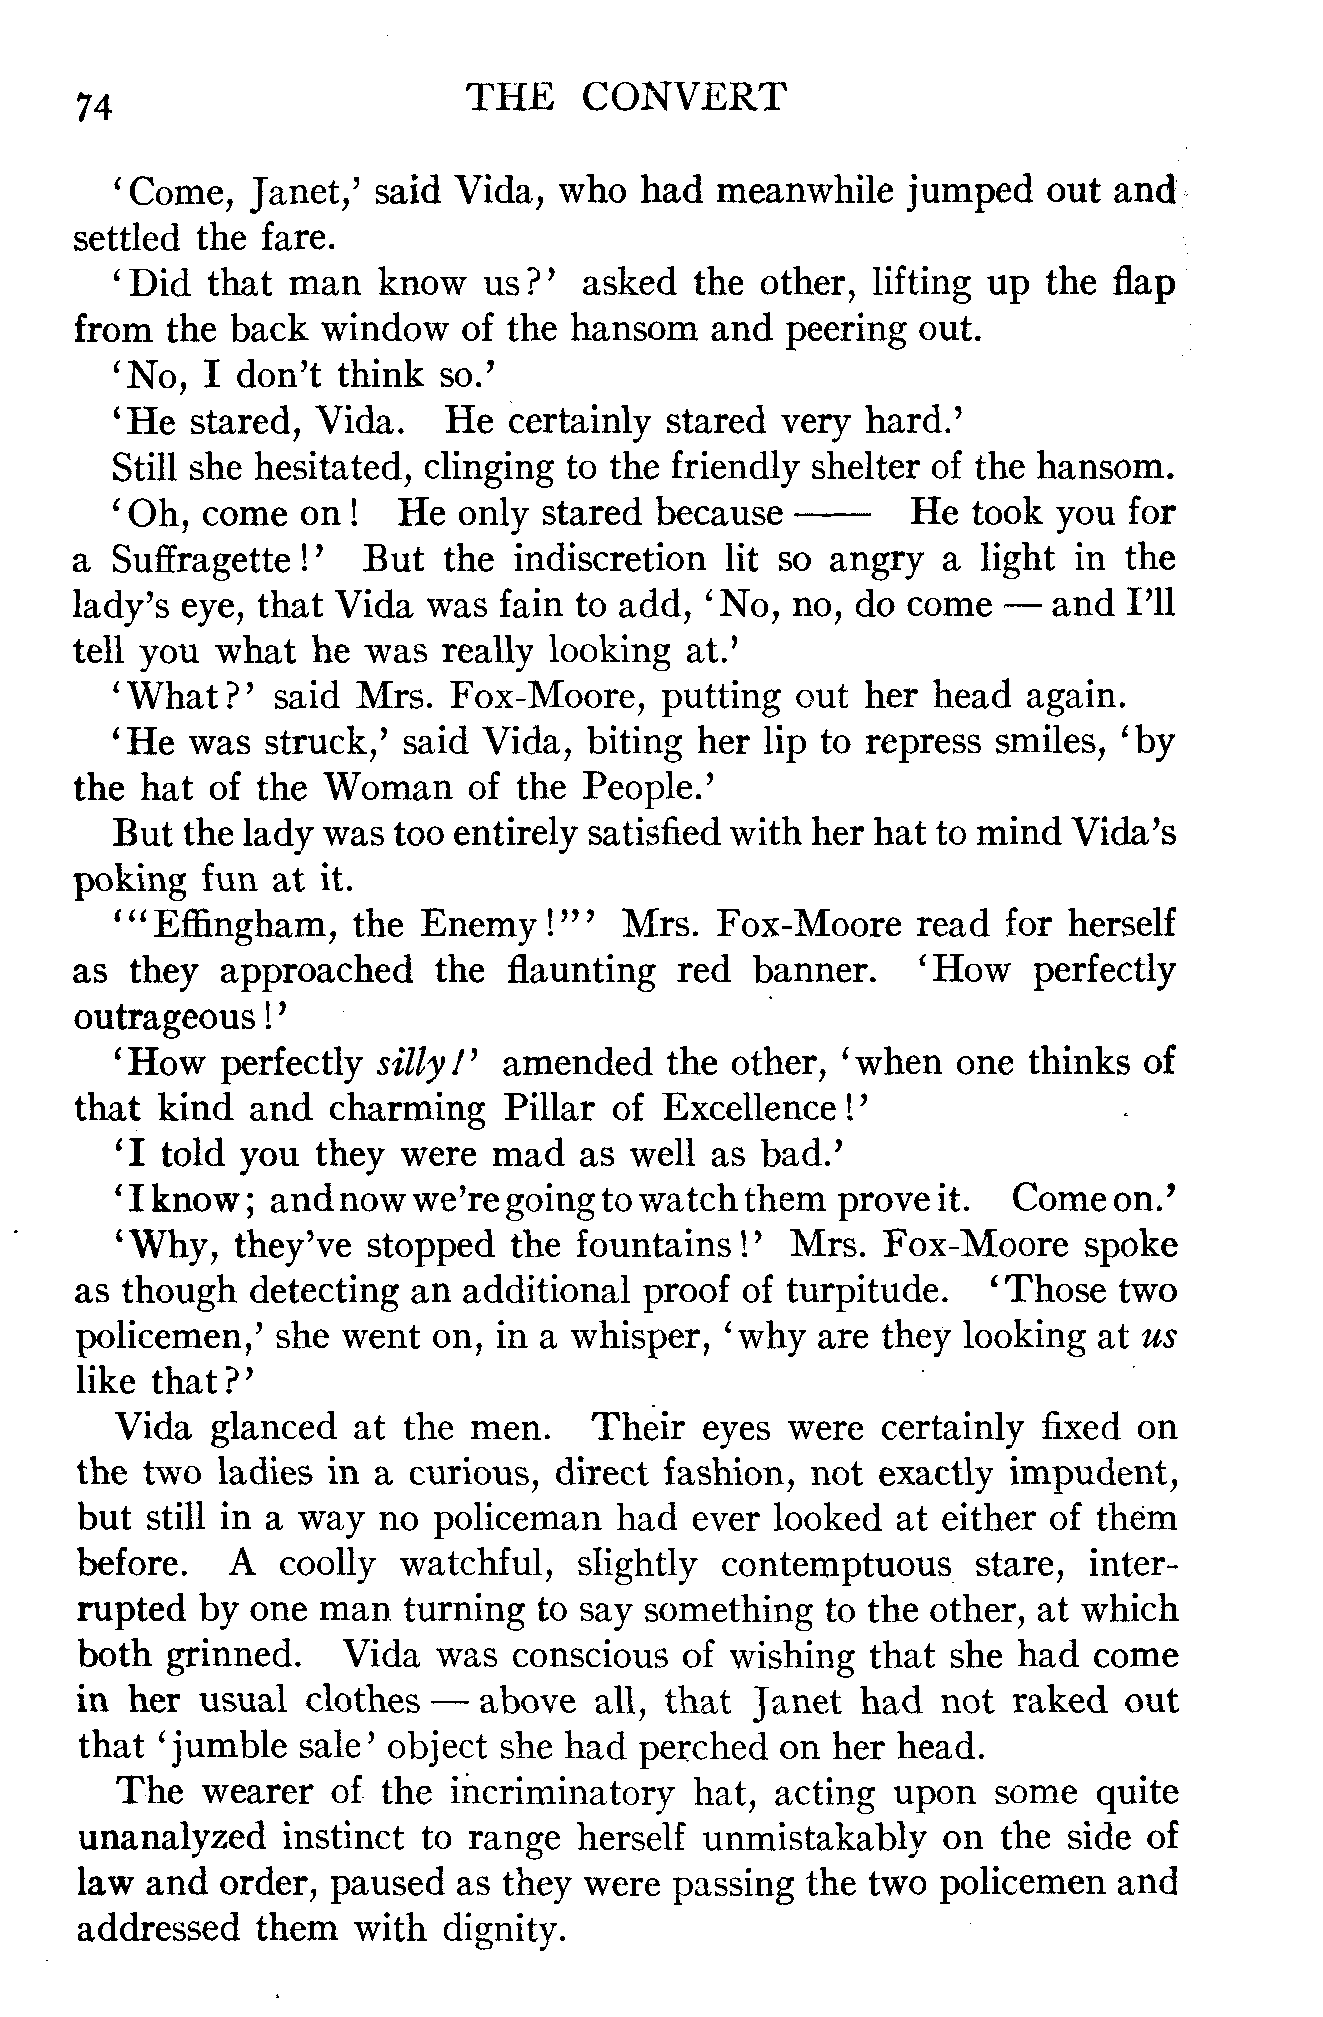 74 THE CONVERT
'Come, Janet,' said Vida, who had meanwhile jumped out and
settled the fare.
'Did that man know us?' asked the other, lifting up the flap
from the back window of the hansom and peering out.
'No, I don't think so.'
'He stared, Vida. He certainly stared very hard.'
Still she hesitated, clinging to the friendly shelter of the hansom.
'Oh, come on! He only stared because —— He took you for
a Suffragette!' But the indiscretion lit so angry a light in the
lady's eye, that Vida was fain to add, 'No, no, do come — and I'll
tell you what he was really looking at.'
'What?' said Mrs. Fox-Moore, putting out her head again.
'He was struck,' said Vida, biting her lip to repress smiles, 'by
the hat of the Woman of the People.'
But the lady was too entirely satisfied with her hat to mind Vida's
poking fun at it.
'"Effingham, the Enemy!"' Mrs. Fox-Moore read for herself
as they approached the flaunting red banner. 'How perfectly
outrageous!'
'How perfectly silly!' amended the other, 'when one thinks of
that kind and charming Pillar of Excellence!'
'I told you they were mad as well as bad.'
'I know; and now we're going to watch them prove it. Come on.'
'Why, they've stopped the fountains!' Mrs. Fox-Moore spoke
as though detecting an additional proof of turpitude. 'Those two
policemen,' she went on, in a whisper, 'why are they looking at us
like that?'
Vida glanced at the men. Their eyes were certainly fixed on
the two ladies in a curious, direct fashion, not exactly impudent,
but still in a way no policeman had ever looked at either of them
before. A coolly watchful, slightly contemptuous stare, inter-
rupted by one man turning to say something to the other, at which
both grinned. Vida was conscious of wishing that she had come
in her usual clothes — above all, that Janet had not raked out
that 'jumble sale' object she had perched on her head.
The wearer of the incriminatory hat, acting upon some quite
unanalyzed instinct to range herself unmistakably on the side of
law and order, paused as they were passing the two policemen and
addressed them with dignity.